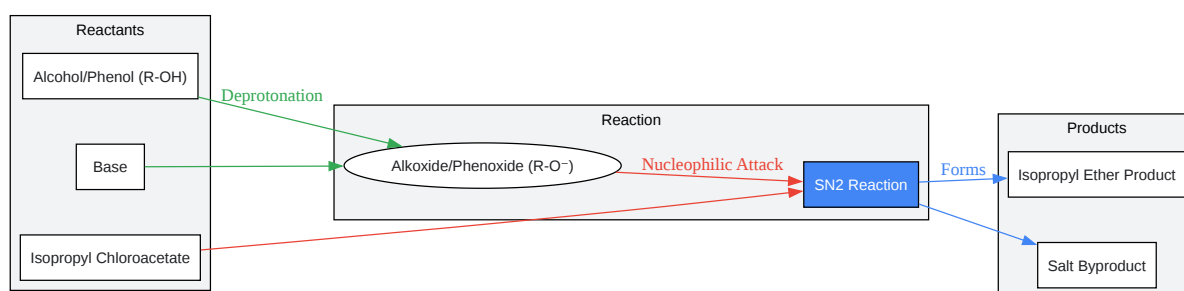 Reactants
Alcohol/Phenol (R-OH)
Deprotonation
Base
Isopropyl Chloroacetate
Reaction
Alkoxide/Phenoxide (R-O⁻)
Nucleophilic Attack
SN2 Reaction
Forms
Products
Isopropyl Ether Product
Salt Byproduct